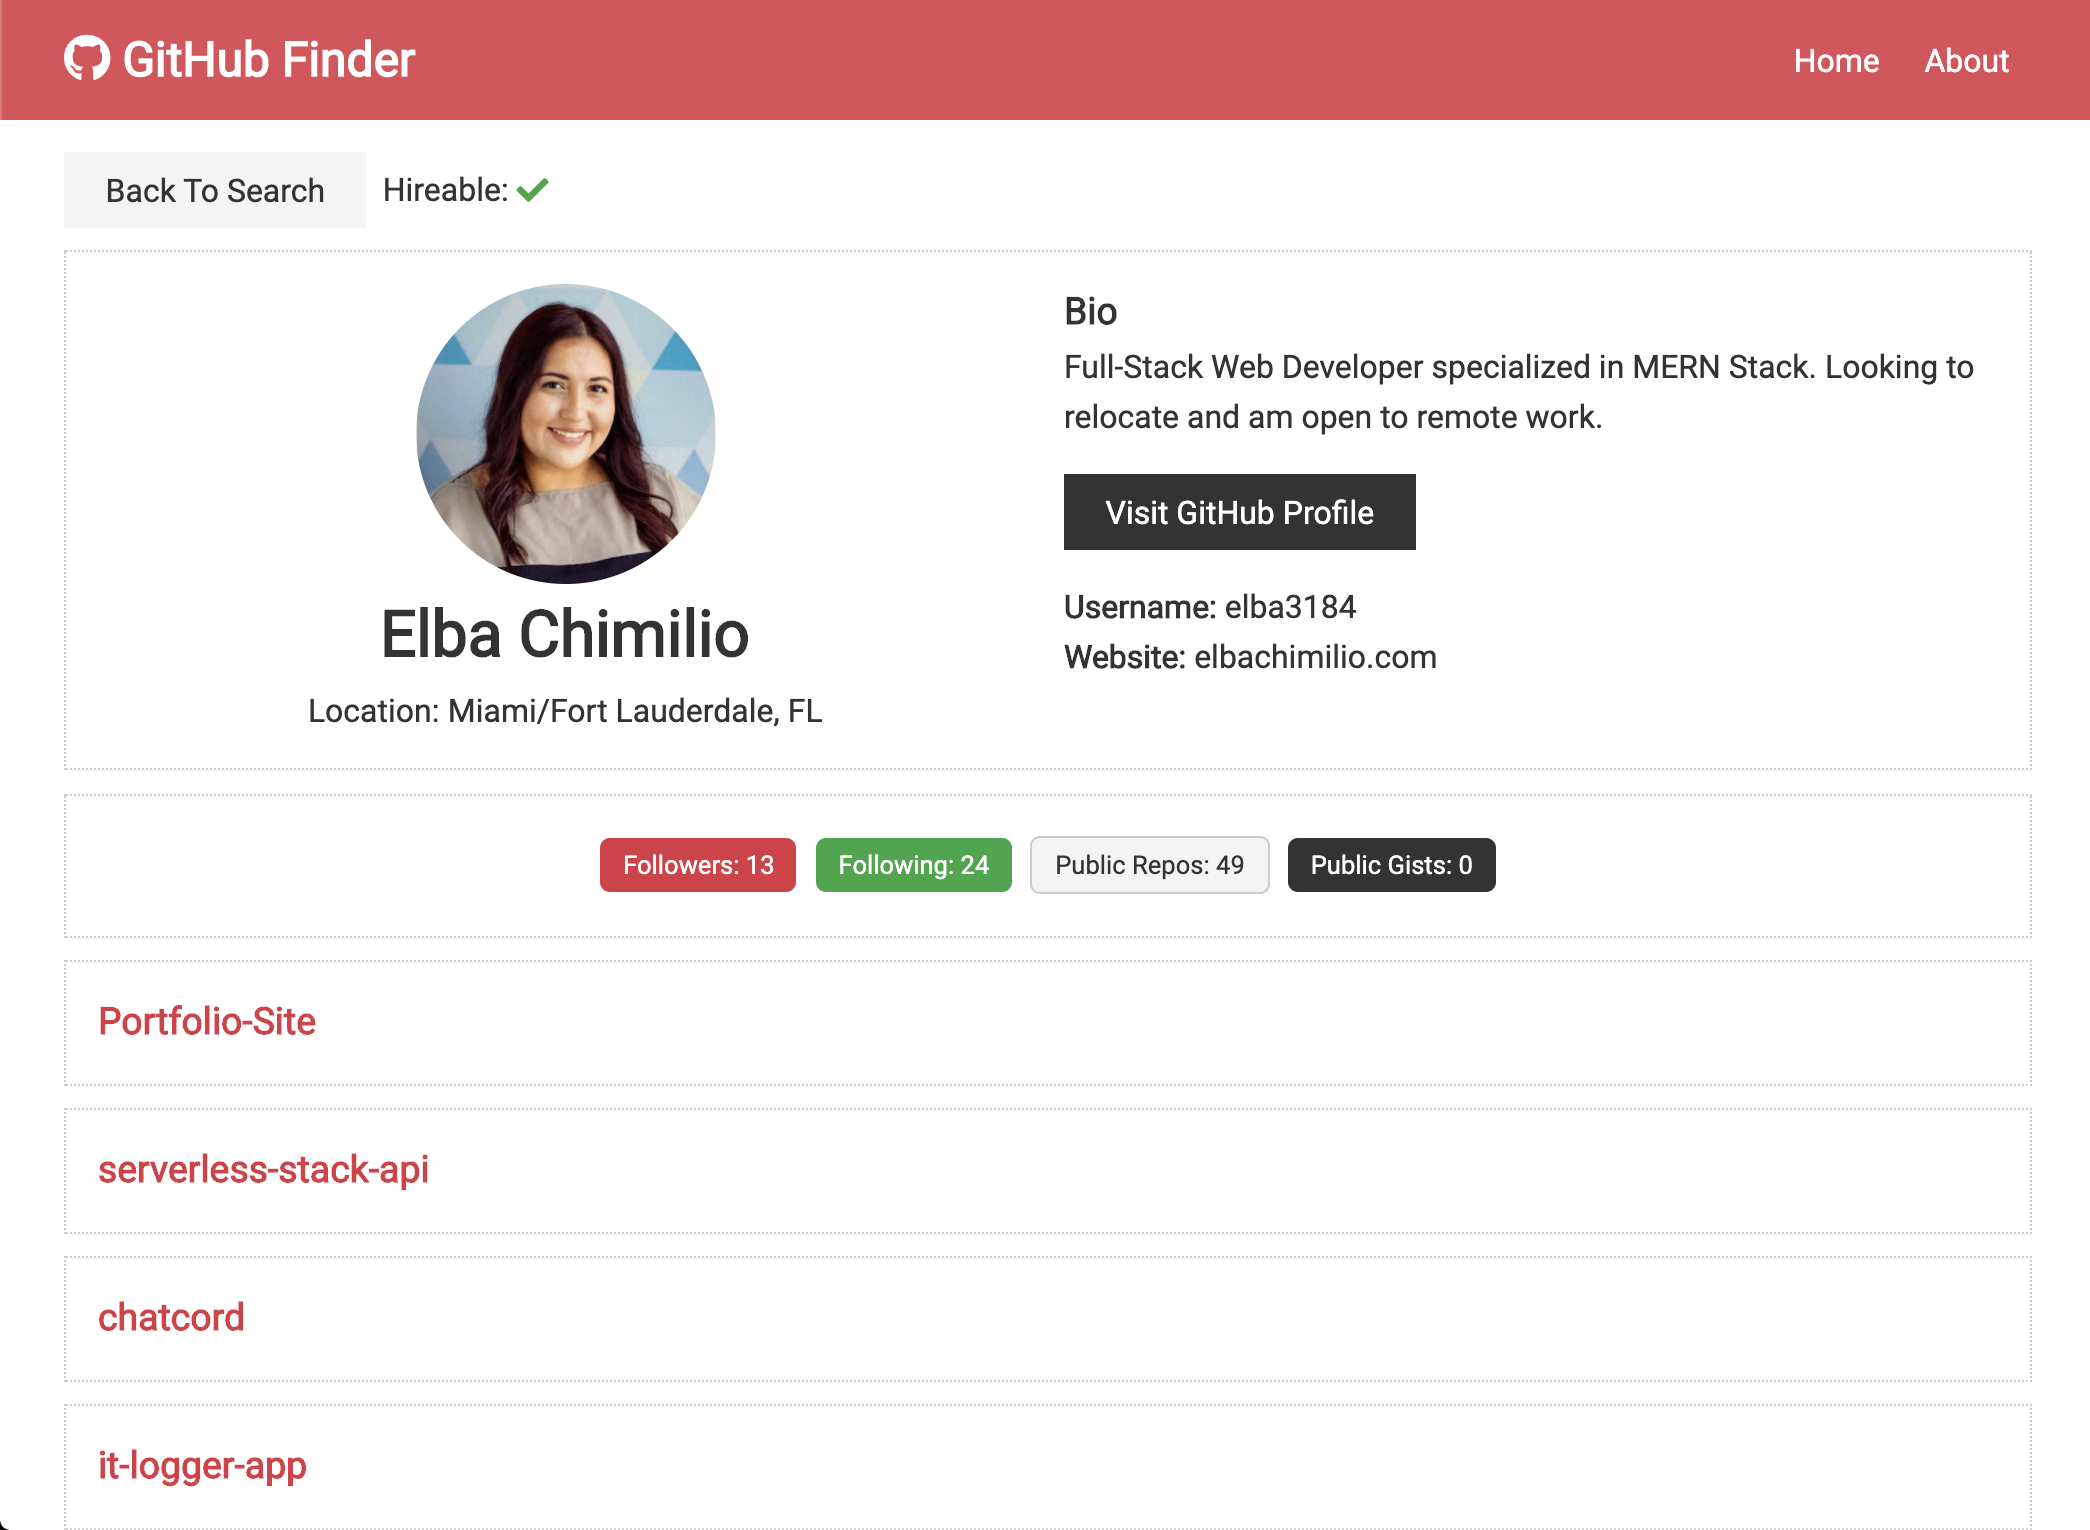 GitHub Finder
Home About
Back To Search Hireable:
Bio
Full-Stack Web Developer specialized in MERN Stack. Looking to
relocate and am open to remote work.
Visit GitHub Profile
Username: elba3184
Website: elbachimilio.com
Elba Chimilio
Location: Miami/Fort Lauderdale, FL
Followers: 13 Following: 24 Public Repos: 49 Public Gists: 0
Portfolio-Site
serverless-stack-api
chatcord
it-logger-app